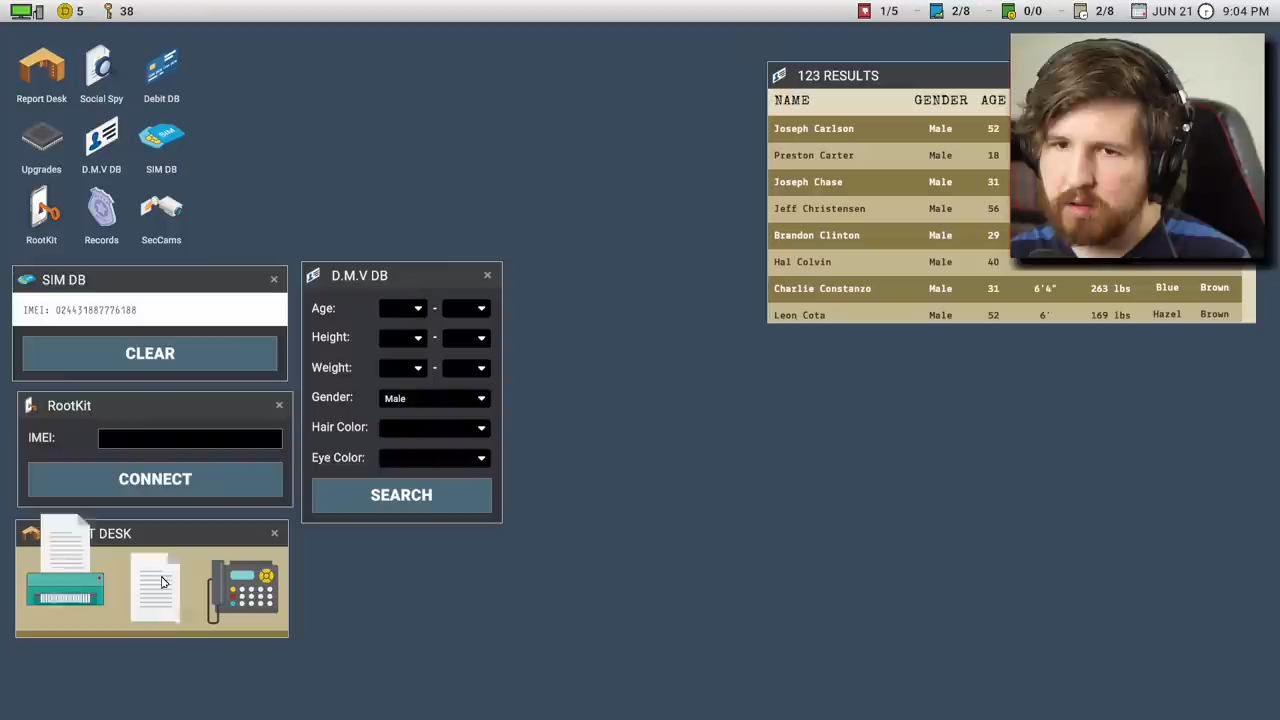 5 38 1/5 - 2/8 - 0/0 - 2/8 JUN 21 9:04 PM
Report Desk Social Spy Debit DB
Upgrades D.M.V DB SIM DB
RootKit Records SecCams
123 RESULTS
NAME GENDER AGE
Joseph Carlson Male 52
Preston Carter Male 18
Joseph Chase Male 31
Jeff Christensen Male 56
Brandon Clinton Male 29
Hal Colvin Male 40
Charlie Constanzo Male 31 6'4" 263 lbs Blue Brown
Leon Cota Male 52 6' 169 lbs Hazel Brown
SIM DB
IMEI: 024431887776188
CLEAR
RootKit
IMEI:
CONNECT
T DESK
D.M.V DB
Age: -
Height: -
Weight: -
Gender: Male
Hair Color:
Eye Color:
SEARCH